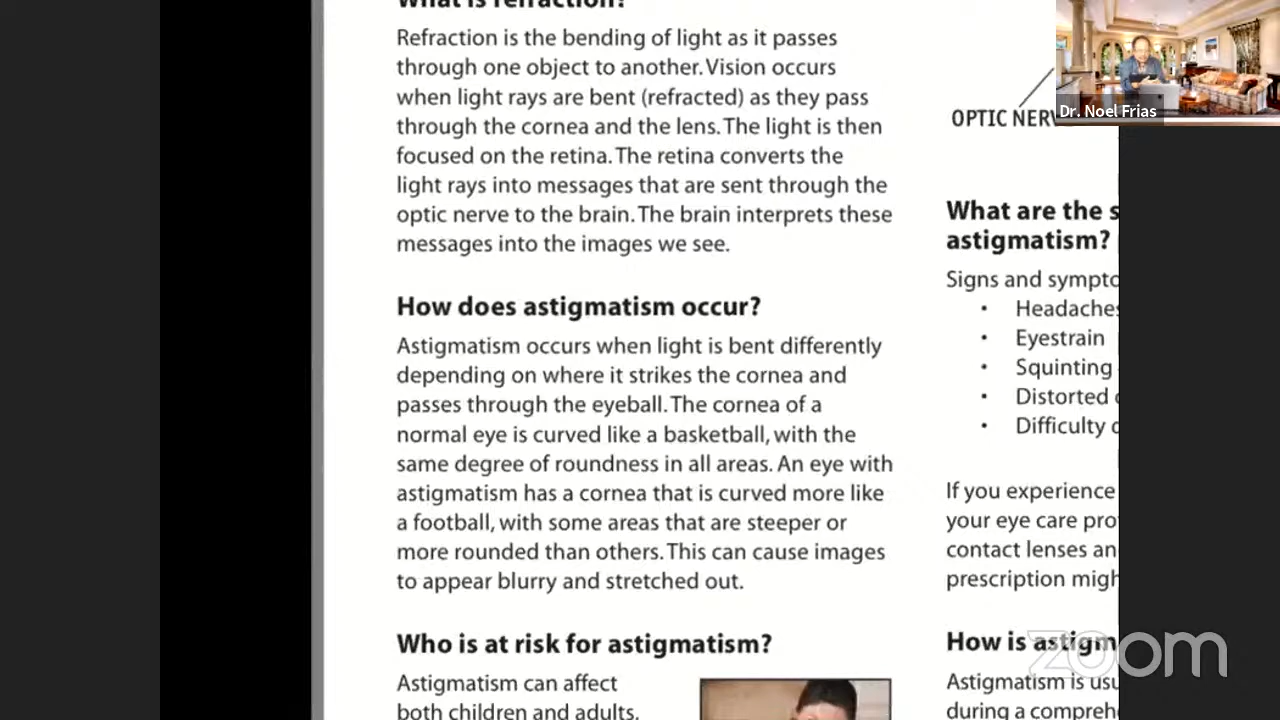 What is refraction?
Refraction is the bending of light as it passes
through one object to another. Vision occurs
when light rays are bent (refracted) as they pass
through the cornea and the lens. The light is then
focused on the retina. The retina converts the
light rays into messages that are sent through the
optic nerve to the brain. The brain interprets these
messages into the images we see.
How does astigmatism occur?
Astigmatism occurs when light is bent differently
depending on where it strikes the cornea and
passes through the eyeball. The cornea of a
normal eye is curved like a basketball, with the
same degree of roundness in all areas. An eye with
astigmatism has a cornea that is curved more like
a football, with some areas that are steeper or
more rounded than others. This can cause images
to appear blurry and stretched out.
Who is at risk for astigmatism?
Astigmatism can affect
both children and adults.
OPTIC
Dr. Noel Frias
What are the
astigmatism?
Signs and
• Headaches
• Eyestrain
• Squinting
• Distorted
• Difficulty
If you experience
your eye care
contact lenses
prescription
How is
Astigmatism is
during a
zoom